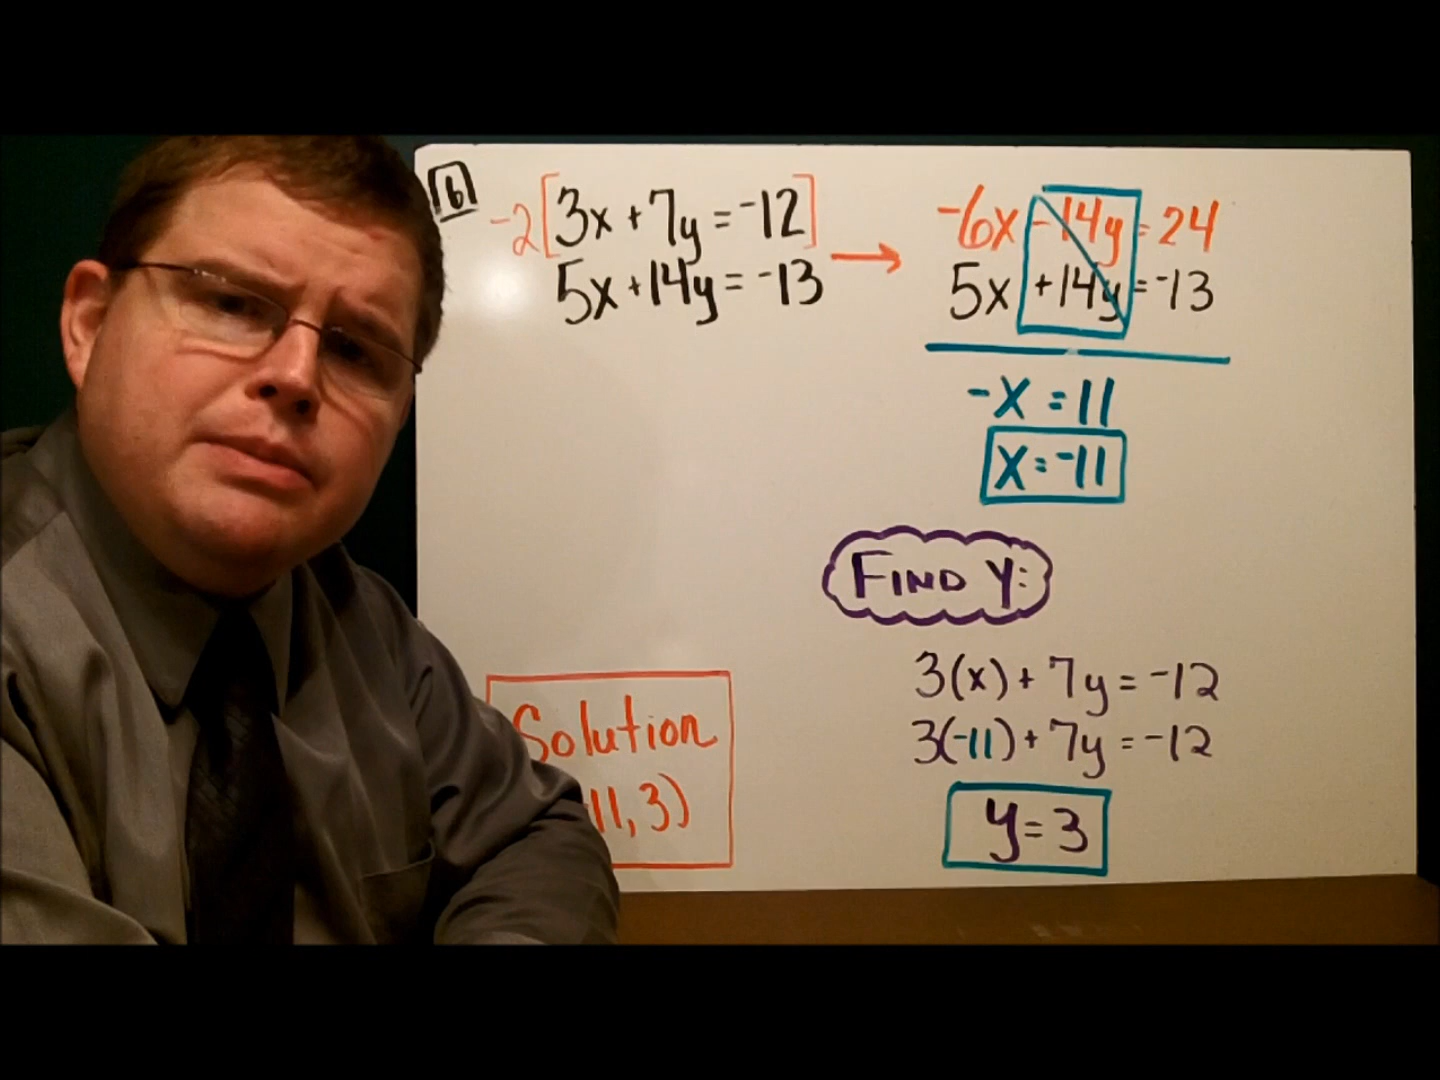 6
-2[3x + 7y = -12]
5x + 14y = -13
-6x -14y = 24
5x +14y = -13
-x = 11
x = -11
FIND Y:
3(x) + 7y = -12
3(-11) + 7y = -12
y = 3
Solution
11, 3)